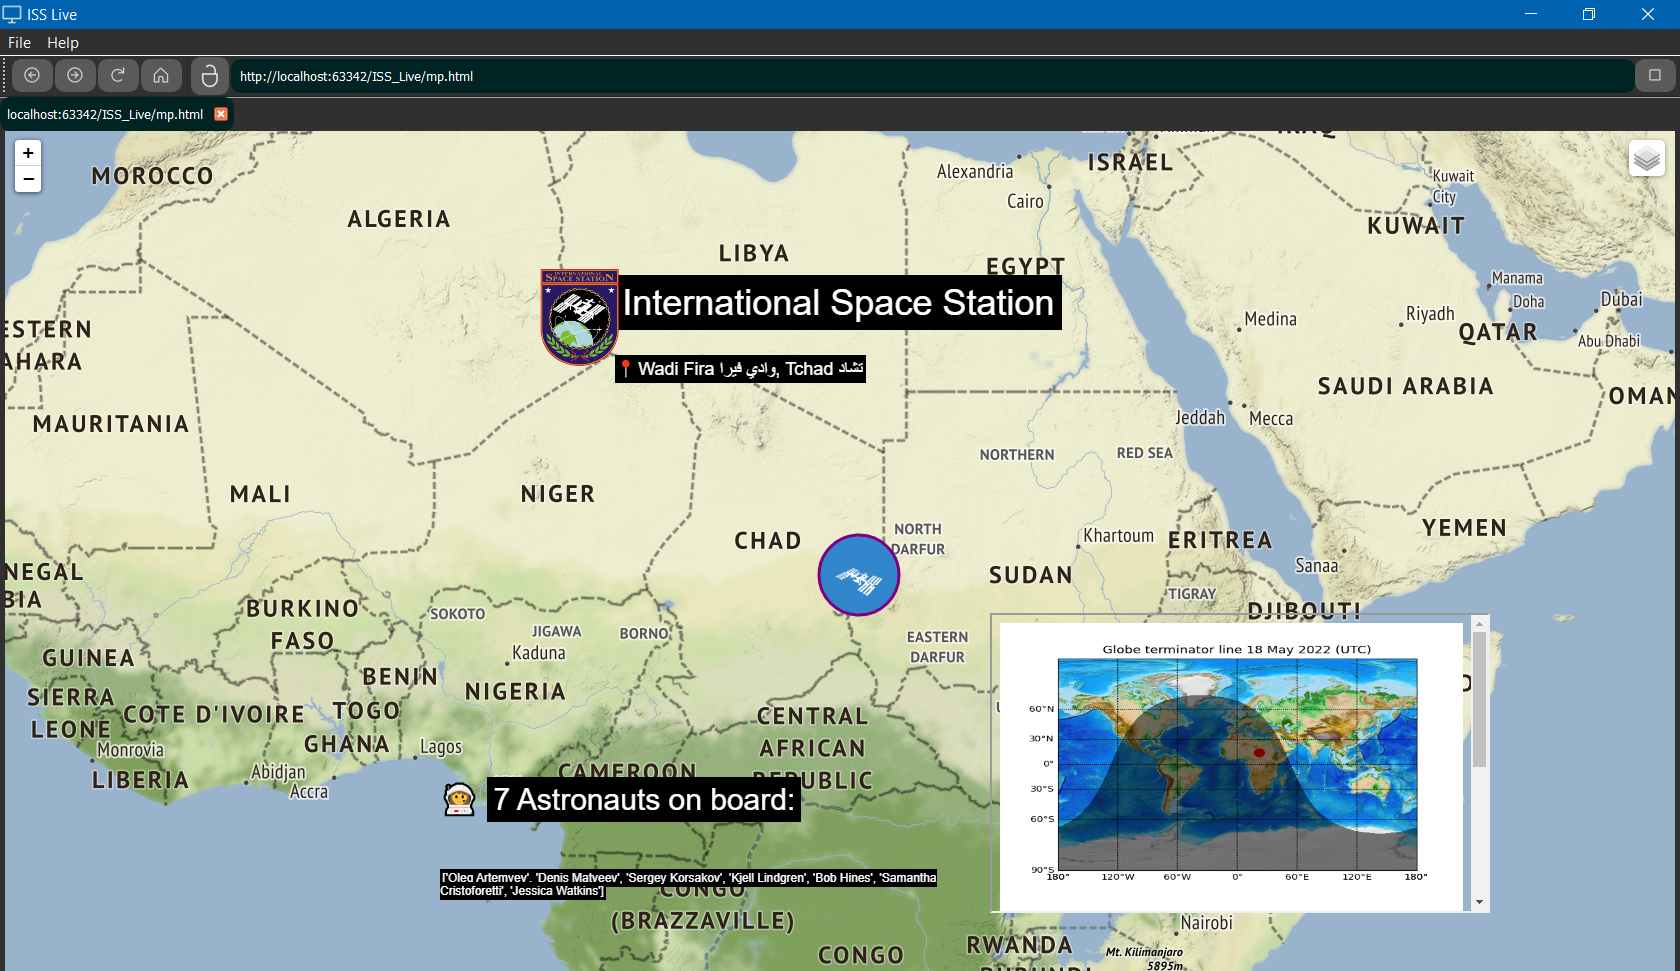 ISS Live
File Help
http://localhost:63342/ISS_Live/mp.html
localhost:63342/ISS_Live/mp.html
+
−
MOROCCO
ALGERIA
LIBYA
EGYPT
Alexandria
Cairo
ISRAEL
IRAQ
Kuwait
City
KUWAIT
Manama
Doha
Dubai
Riyadh
QATAR
Abu Dhabi
Medina
INTERNATIONAL
SPACE STATION
International Space Station
Wadi Fira وادي فيرا, Tchad تشاد
ESTERN
AHARA
SAUDI ARABIA
OMAN
MAURITANIA
Jeddah
Mecca
NORTHERN
RED SEA
MALI
NIGER
CHAD
NORTH
DARFUR
Khartoum
ERITREA
YEMEN
Sanaa
SUDAN
TIGRAY
DJIBOUTI
NEGAL
BIA
BURKINO
FASO
SOKOTO
JIGAWA
Kaduna
BORNO
EASTERN
DARFUR
GUINEA
BENIN
NIGERIA
SIERRA
LEONE
COTE D'IVOIRE
TOGO
GHANA
Lagos
Monrovia
LIBERIA
Abidjan
Accra
CENTRAL
AFRICAN
REPUBLIC
CAMEROON
7 Astronauts on board:
['Oleg Artemyev', 'Denis Matveev', 'Sergey Korsakov', 'Kjell Lindgren', 'Bob Hines', 'Samantha
Cristoforetti', 'Jessica Watkins']
CONGO
(BRAZZAVILLE)
CONGO
RWANDA
BURUNDI
Nairobi
Mt. Kilimanjaro
5895m
Globe terminator line 18 May 2022 (UTC)
60°N
30°N
0°
30°S
60°S
90°S
180° 120°W 60°W 0° 60°E 120°E 180°